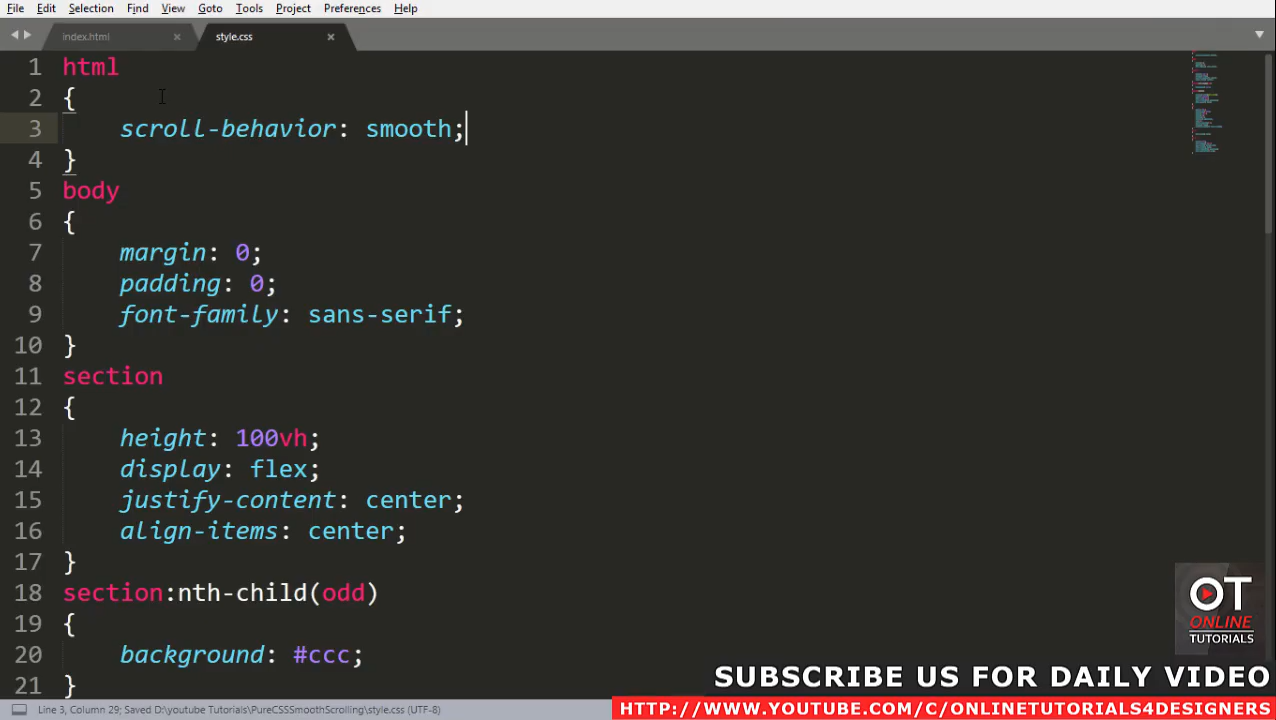 File Edit Selection Find View Goto Tools Project Preferences Help
index.html × style.css ×
1 html
2 {
3 scroll-behavior: smooth;
4 }
5 body
6 {
7 margin: 0;
8 padding: 0;
9 font-family: sans-serif;
10 }
11 section
12 {
13 height: 100vh;
14 display: flex;
15 justify-content: center;
16 align-items: center;
17 }
18 section:nth-child(odd)
19 {
20 background: #ccc;
21 }
OT
ONLINE
TUTORIALS
SUBSCRIBE US FOR DAILY VIDEO
HTTP://WWW.YOUTUBE.COM/C/ONLINETUTORIALS4DESIGNERS
Line 3, Column 29; Saved D:\youtube Tutorials\PureCSSSmoothScrolling\style.css (UTF-8)